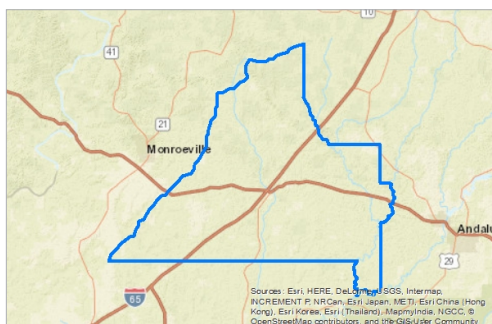 41
21
Monroeville
Andalu
29
65
Sources: Esri, HERE, DeLorme, USGS, Intermap,
INCREMENT P, NRCan, Esri Japan, METI, Esri China (Hong
Kong), Esri Korea, Esri (Thailand), MapmyIndia, NGCC, ©
OpenStreetMap contributors, and the GIS User Community